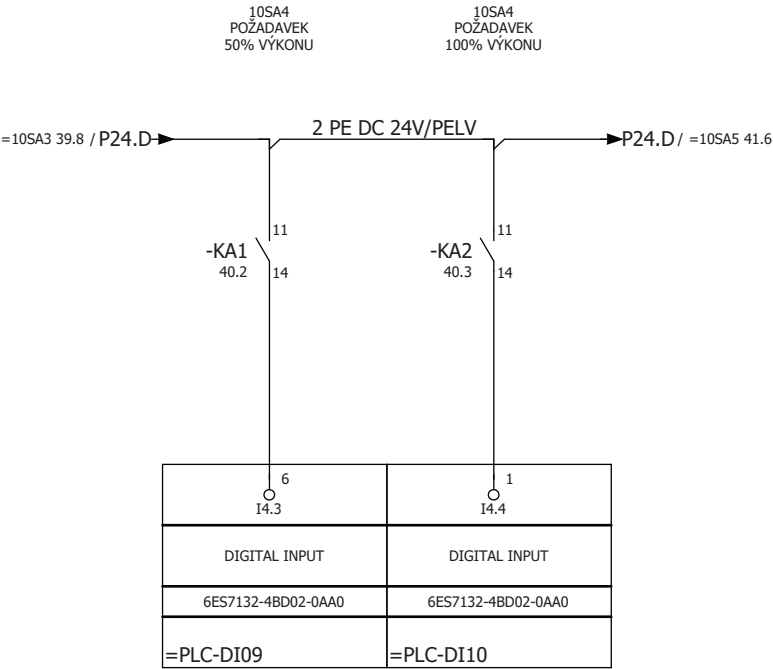 10SA4
POŽADAVEK
50% VÝKONU
10SA4
POŽADAVEK
100% VÝKONU
=10SA3 39.8 / P24.D
2 PE DC 24V/PELV
P24.D / =10SA5 41.6
-KA1
40.2
11
14
-KA2
40.3
11
14
6
I4.3
1
I4.4
DIGITAL INPUT
DIGITAL INPUT
6ES7132-4BD02-0AA0
6ES7132-4BD02-0AA0
=PLC-DI09
=PLC-DI10